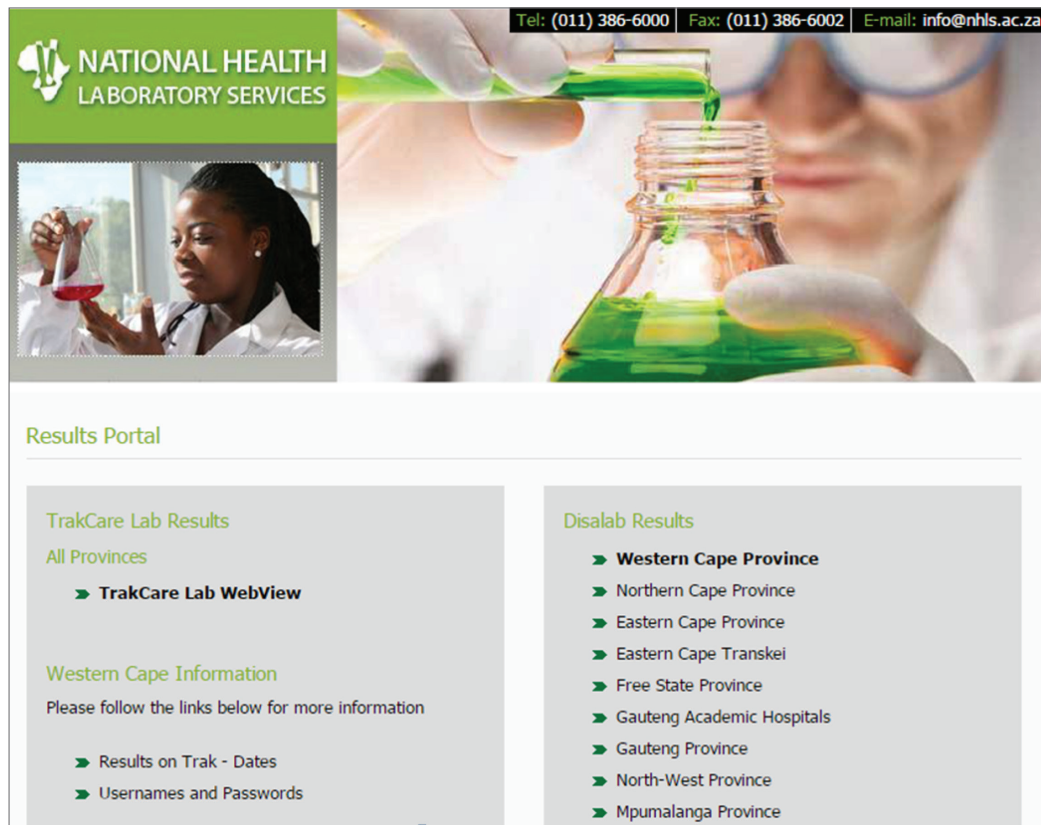 Tel: (011) 386-6000 Fax: (011) 386-6002 E-mail: info@nhls.ac.za
NATIONAL HEALTH
LABORATORY SERVICES
Results Portal
TrakCare Lab Results
All Provinces
TrakCare Lab WebView
Western Cape Information
Please follow the links below for more information
Results on Trak - Dates
Usernames and Passwords
Disalab Results
Western Cape Province
Northern Cape Province
Eastern Cape Province
Eastern Cape Transkei
Free State Province
Gauteng Academic Hospitals
Gauteng Province
North-West Province
Mpumalanga Province